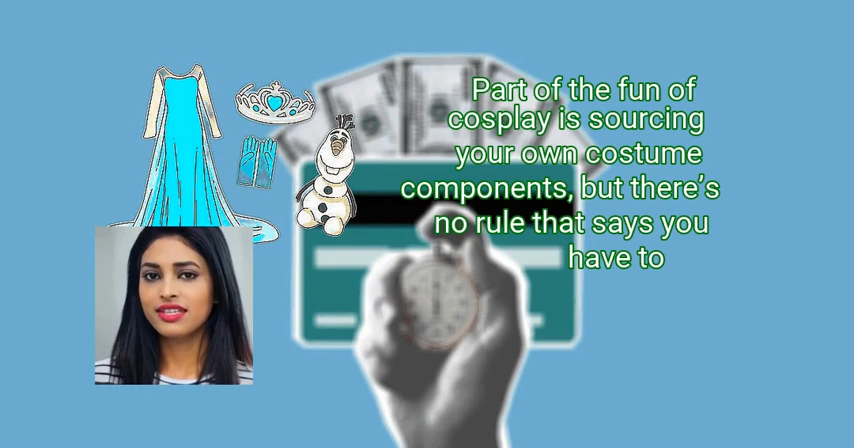 Part of the fun of
cosplay is sourcing
your own costume
components, but there’s
no rule that says you
have to